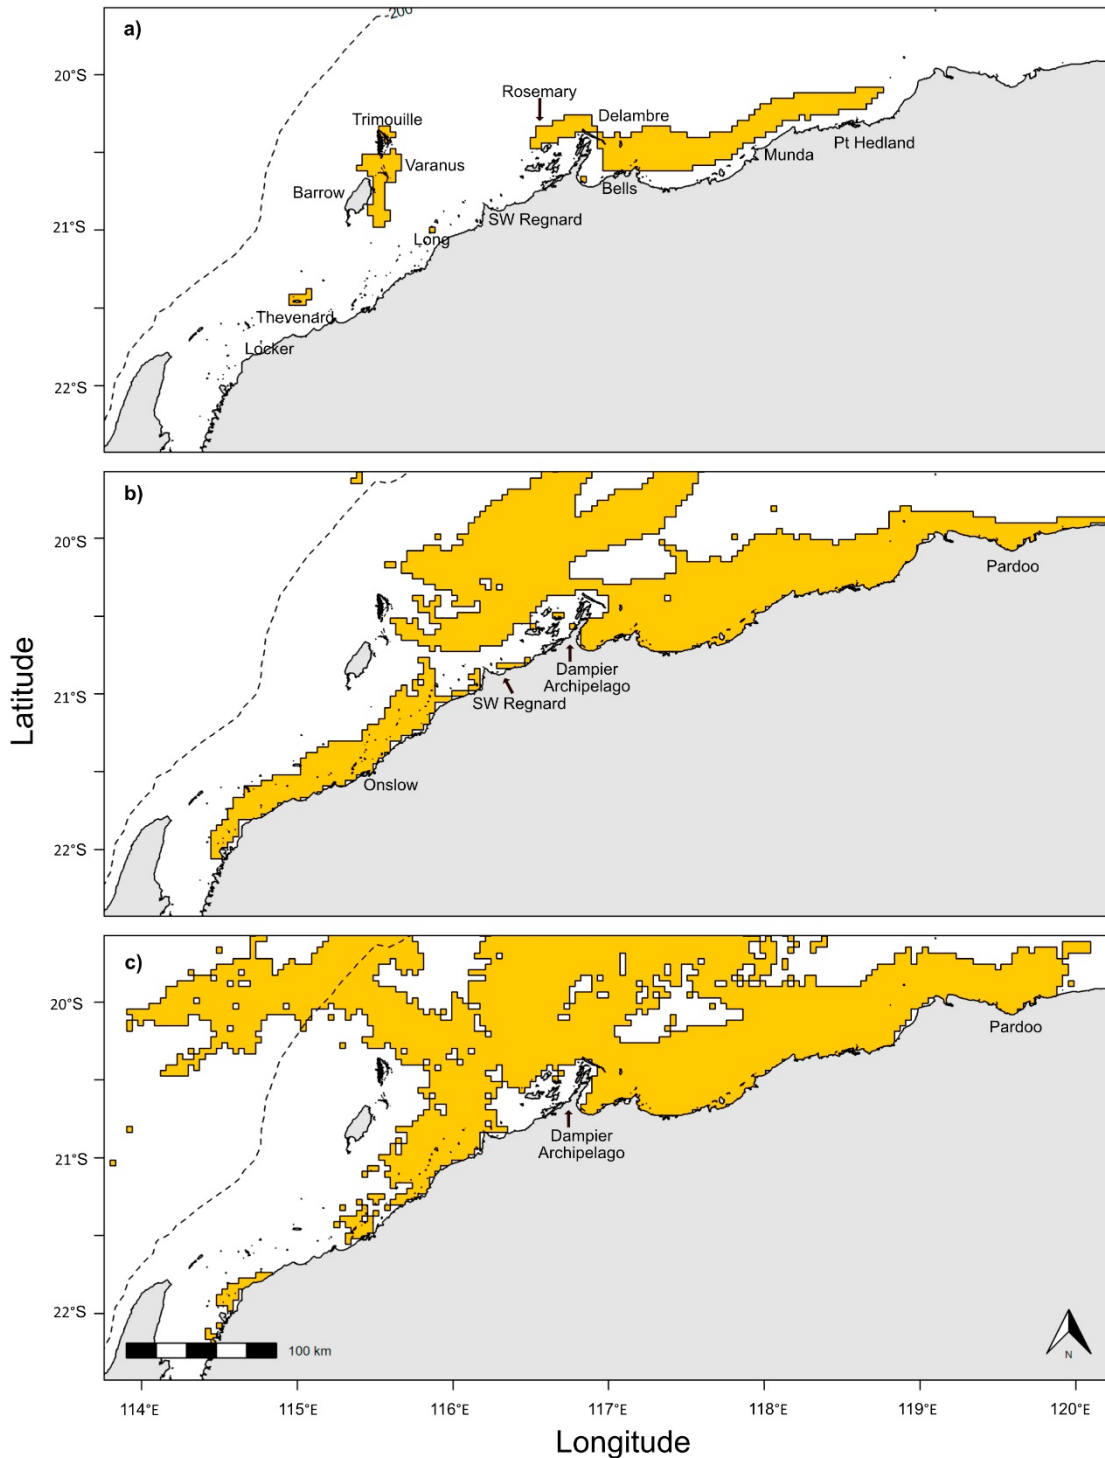 200
a)
20°S
Rosemary
Trimouille
Delambre
Varanus
Munda
Pt Hedland
Barrow
Bells
21°S
SW Regnard
Long
Thevenard
Locker
22°S
b)
20°S
Pardoo
Dampier
Archipelago
21°S
SW Regnard
Onslow
22°S
Latitude
c)
20°S
Pardoo
Dampier
Archipelago
21°S
22°S
100 km
N
114°E
115°E
116°E
117°E
118°E
119°E
120°E
Longitude